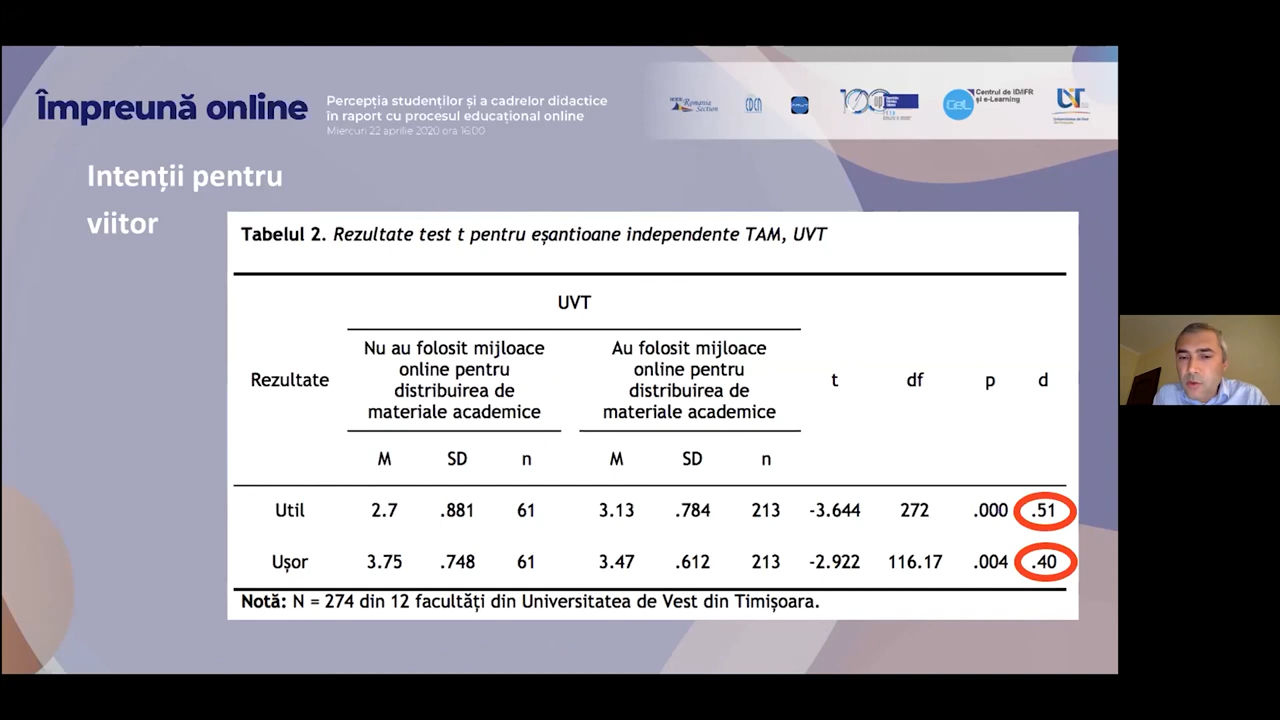 Împreună online
Percepția studenților și a cadrelor didactice
în raport cu procesul educațional online
Miercuri 22 aprilie 2020 ora 16:00
Romania
Section
EDEN
100
Centrul de ID/IFR
și e-Learning
UVT
Intenții pentru
viitor
Tabelul 2. Rezultate test t pentru eșantioane independente TAM, UVT
UVT
Rezultate
Nu au folosit mijloace
online pentru
distribuirea de
materiale academice
Au folosit mijloace
online pentru
distribuirea de
materiale academice
t df p d
M SD n M SD n
Util 2.7 .881 61 3.13 .784 213 -3.644 272 .000 .51
Ușor 3.75 .748 61 3.47 .612 213 -2.922 116.17 .004 .40
Notă: N = 274 din 12 facultăți din Universitatea de Vest din Timișoara.